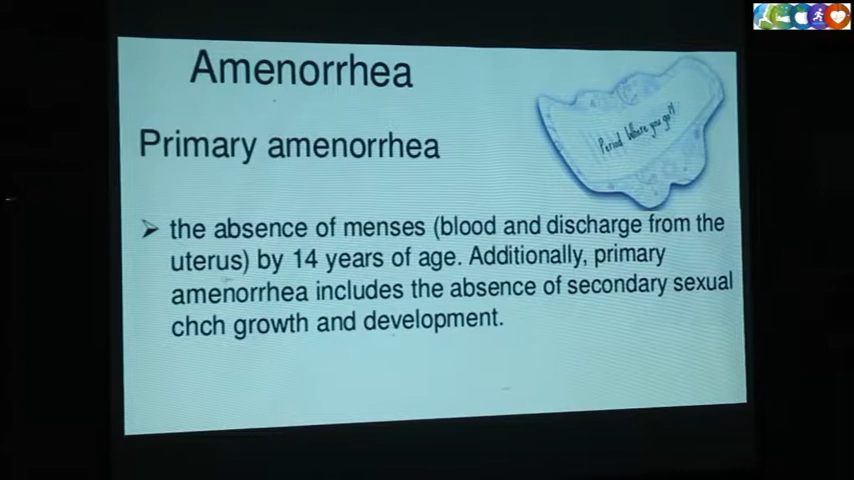 Amenorrhea
Period Where you go?!
Primary amenorrhea
➢ the absence of menses (blood and discharge from the
uterus) by 14 years of age. Additionally, primary
amenorrhea includes the absence of secondary sexual
chch growth and development.